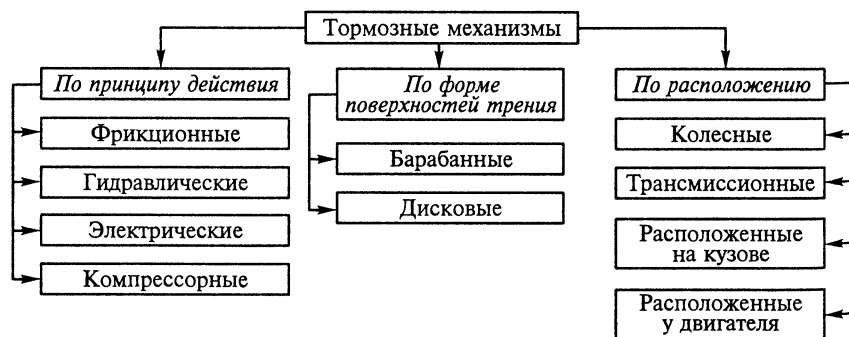 Тормозные механизмы
По принципу действия
Фрикционные
Гидравлические
Электрические
Компрессорные
По форме
поверхностей трения
Барабанные
Дисковые
По расположению
Колесные
Трансмиссионные
Расположенные
на кузове
Расположенные
у двигателя